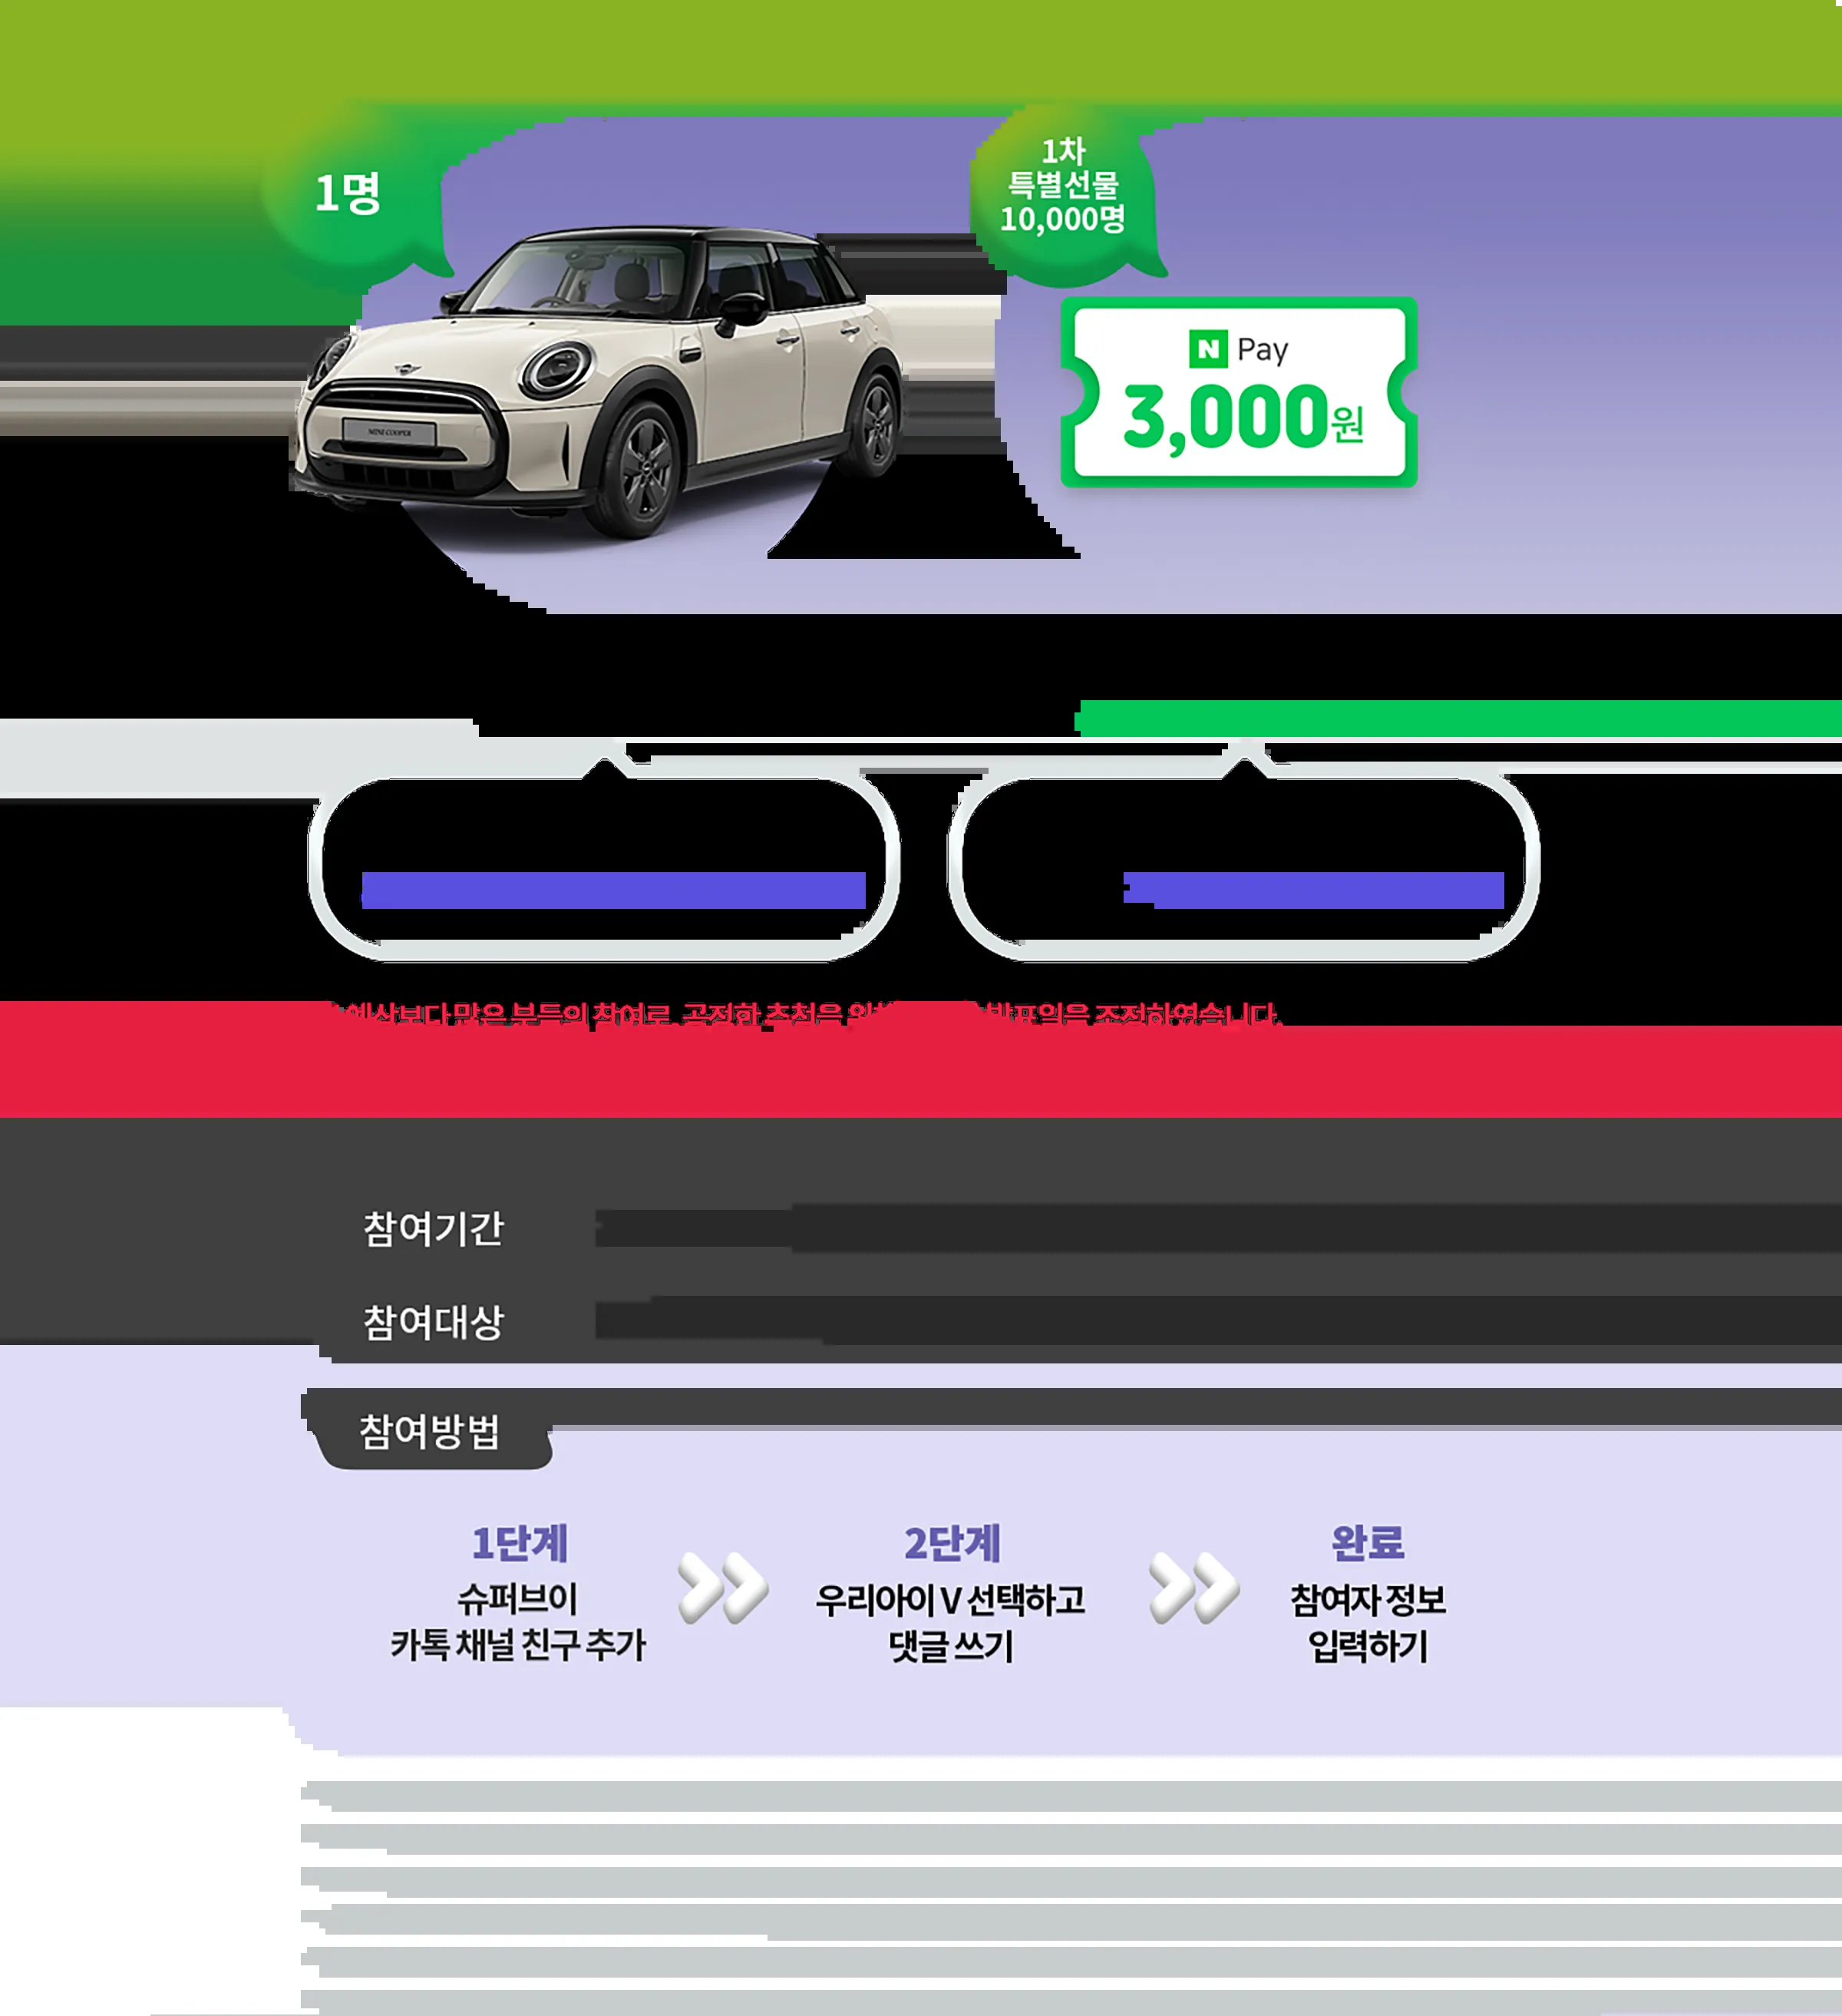 1명
1차
특별선물
10,000명
MINI COOPER
N Pay
3,000원
예상보다 많은 분들의 참여로, 공정한 추첨을 발표일을 조정하였습니다.
참여기간
참여대상
참여방법
1단계
슈퍼브이
카톡 채널 친구 추가
2단계
우리아이 V 선택하고
댓글 쓰기
완료
참여자 정보
입력하기